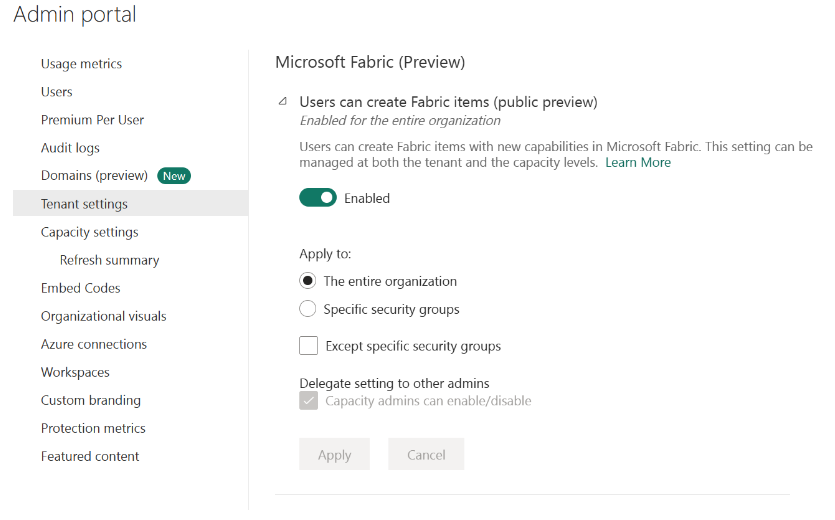 Admin portal
Usage metrics
Users
Premium Per User
Audit logs
Domains (preview) New
Tenant settings
Capacity settings
Refresh summary
Embed Codes
Organizational visuals
Azure connections
Workspaces
Custom branding
Protection metrics
Featured content
Microsoft Fabric (Preview)
Users can create Fabric items (public preview)
Enabled for the entire organization
Users can create Fabric items with new capabilities in Microsoft Fabric. This setting can be
managed at both the tenant and the capacity levels. Learn More
Enabled
Apply to:
The entire organization
Specific security groups
Except specific security groups
Delegate setting to other admins
Capacity admins can enable/disable
Apply Cancel